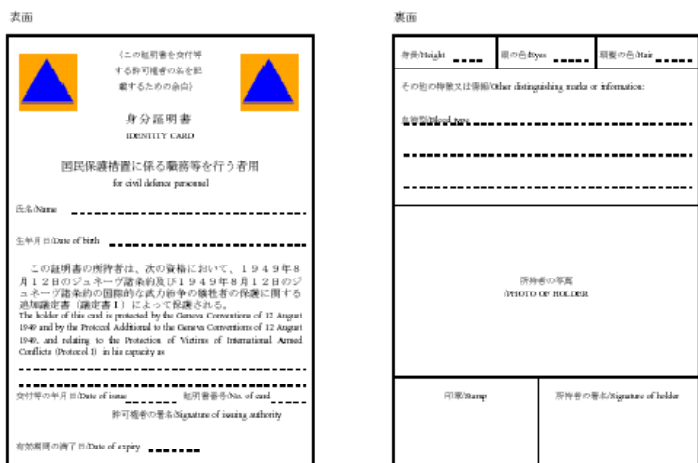 表面
(この証明書を交付等
する許可権者の名を記
載するための余白)
身分証明書
IDENTITY CARD
国民保護措置に係る職務等を行う者用
for civil defence personnel
氏名/Name
生年月日/Date of birth
この証明書の所持者は、次の資格において、1949年8
月12日のジュネーヴ諸条約及び1949年8月12日のジ
ュネーヴ諸条約の国際的な武力紛争の犠牲者の保護に関する
追加議定書(議定書I)によって保護される。
The holder of this card is protected by the Geneva Conventions of 12 August
1949 and by the Protocol Additional to the Geneva Conventions of 12 August
1949, and relating to the Protection of Victims of International Armed
Conflicts (Protocol I) in his capacity as
交付等の年月日/Date of issue 証明書番号/No. of card
許可権者の署名/Signature of issuing authority
有効期間の満了日/Date of expiry
裏面
身長/Height 眼の色/Eyes 頭髪の色/Hair
その他の特徴又は情報/Other distinguishing marks or information:
血液型/Blood type
所持者の写真
/PHOTO OF HOLDER
印章/Stamp 所持者の署名/Signature of holder